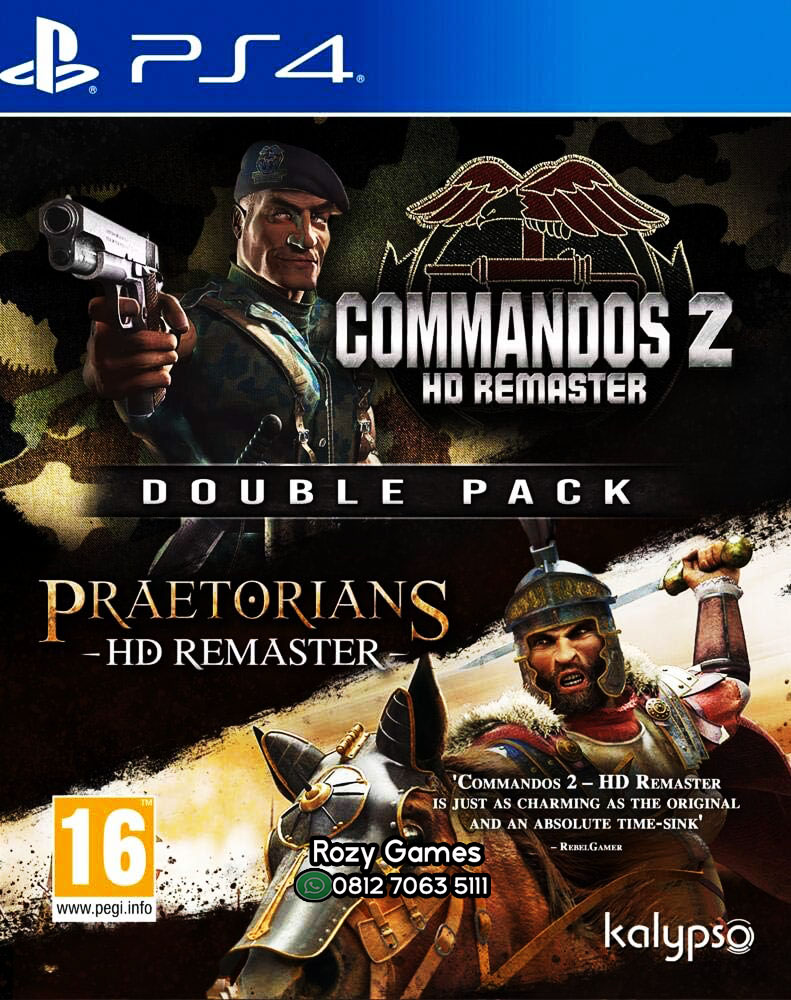 PS4
COMMANDOS 2
HD REMASTER
DOUBLE PACK
PRAETORIANS
-HD REMASTER-
'COMMANDOS 2 – HD REMASTER
IS JUST AS CHARMING AS THE ORIGINAL
AND AN ABSOLUTE TIME-SINK'
– REBELGAMER
16
www.pegi.info
Rozy Games
0812 7063 5111
kalypso